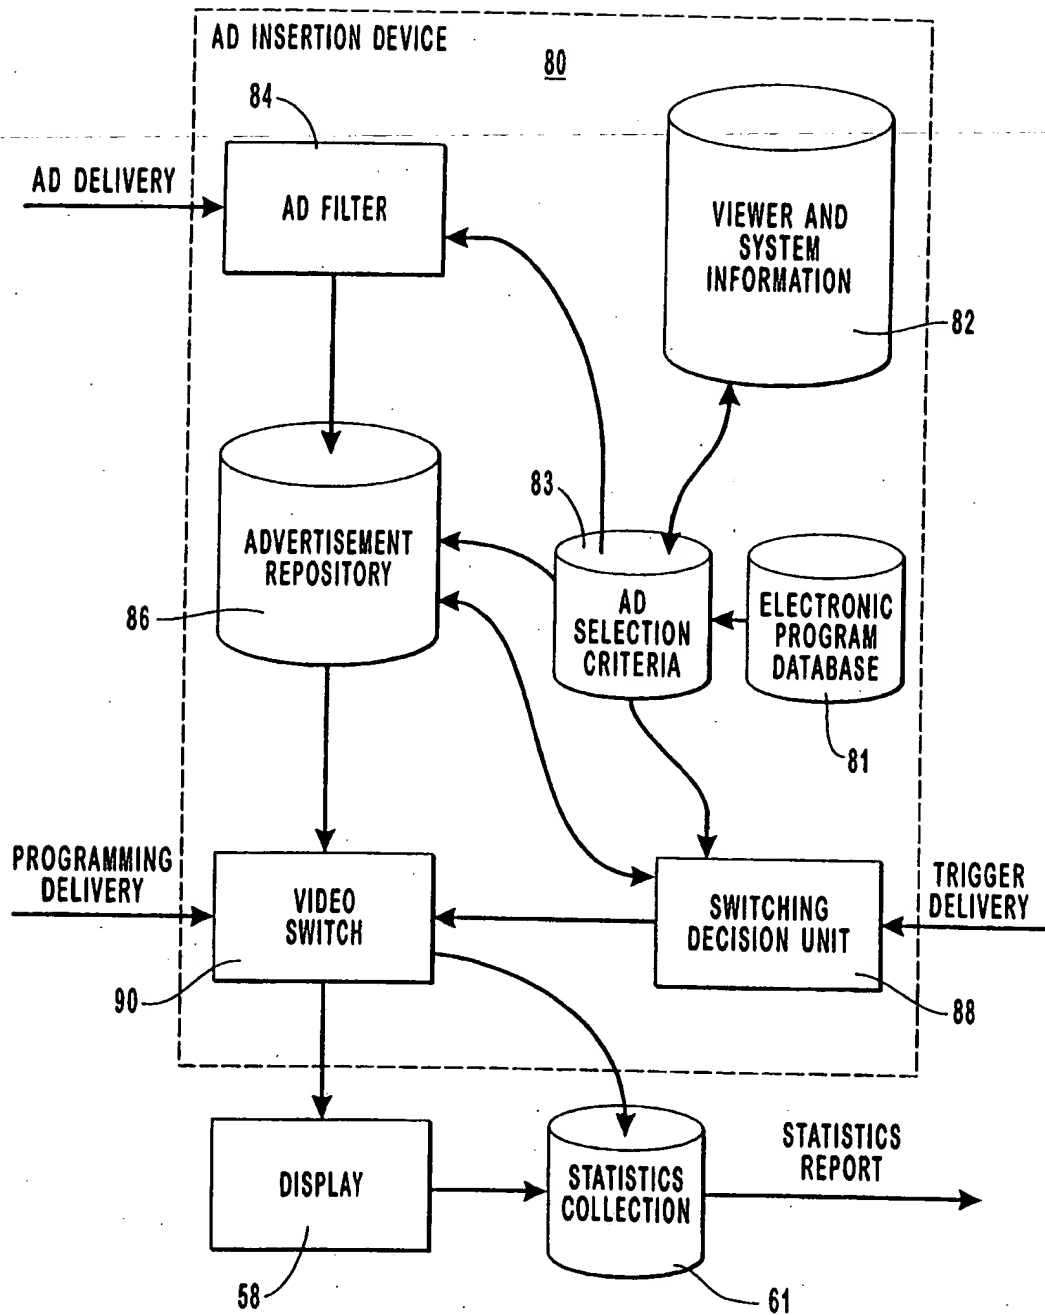 AD INSERTION DEVICE
80
84
AD DELIVERY
AD FILTER
VIEWER AND
SYSTEM
INFORMATION
82
83
ADVERTISEMENT
REPOSITORY
86
AD
SELECTION
CRITERIA
ELECTRONIC
PROGRAM
DATABASE
81
PROGRAMMING
DELIVERY
VIDEO
SWITCH
90
SWITCHING
DECISION UNIT
88
TRIGGER
DELIVERY
DISPLAY
58
STATISTICS
COLLECTION
61
STATISTICS
REPORT